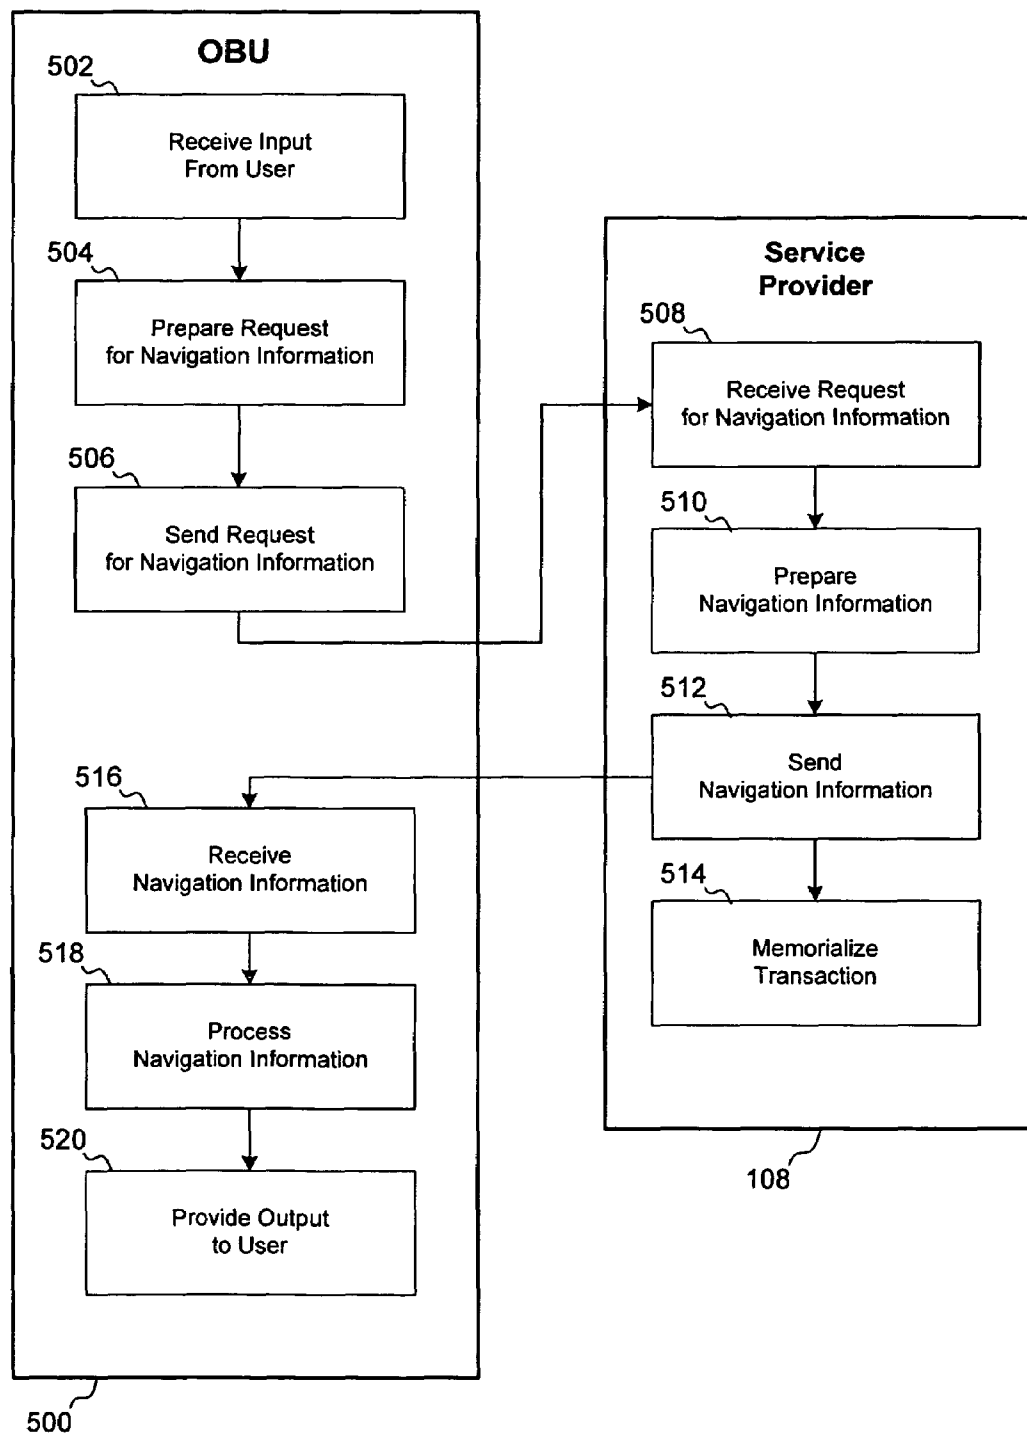 OBU
502
Receive Input
From User
504
Prepare Request
for Navigation Information
506
Send Request
for Navigation Information
Service
Provider
508
Receive Request
for Navigation Information
510
Prepare
Navigation Information
512
Send
Navigation Information
514
Memorialize
Transaction
108
516
Receive
Navigation Information
518
Process
Navigation Information
520
Provide Output
to User
500